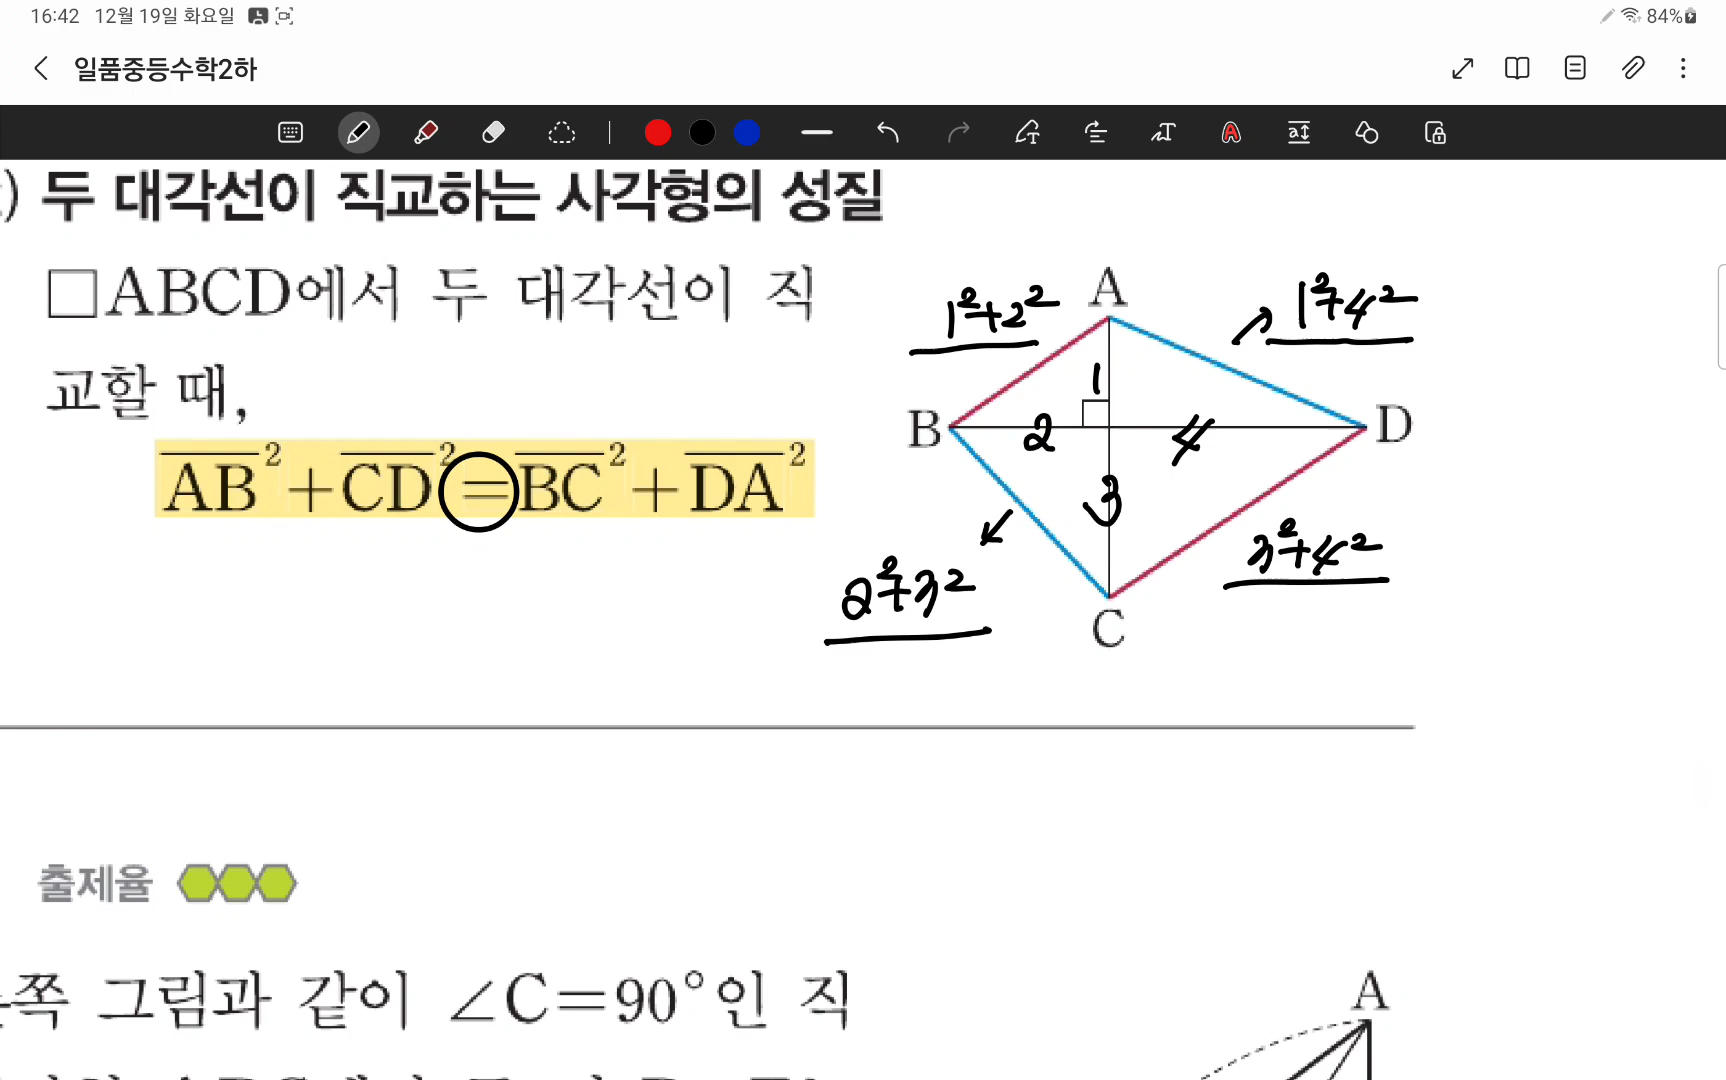 16:42 12월 19일 화요일 84%
일품중등수학2하
) 두 대각선이 직교하는 사각형의 성질
□ABCD에서 두 대각선이 직
교할 때,
AB²+CD²=BC²+DA²
A
1²+2²
1²+4²
1
B
2
4
D
3
2²+3²
3²+4²
C
출제율
쪽 그림과 같이 ∠C=90°인 직
A